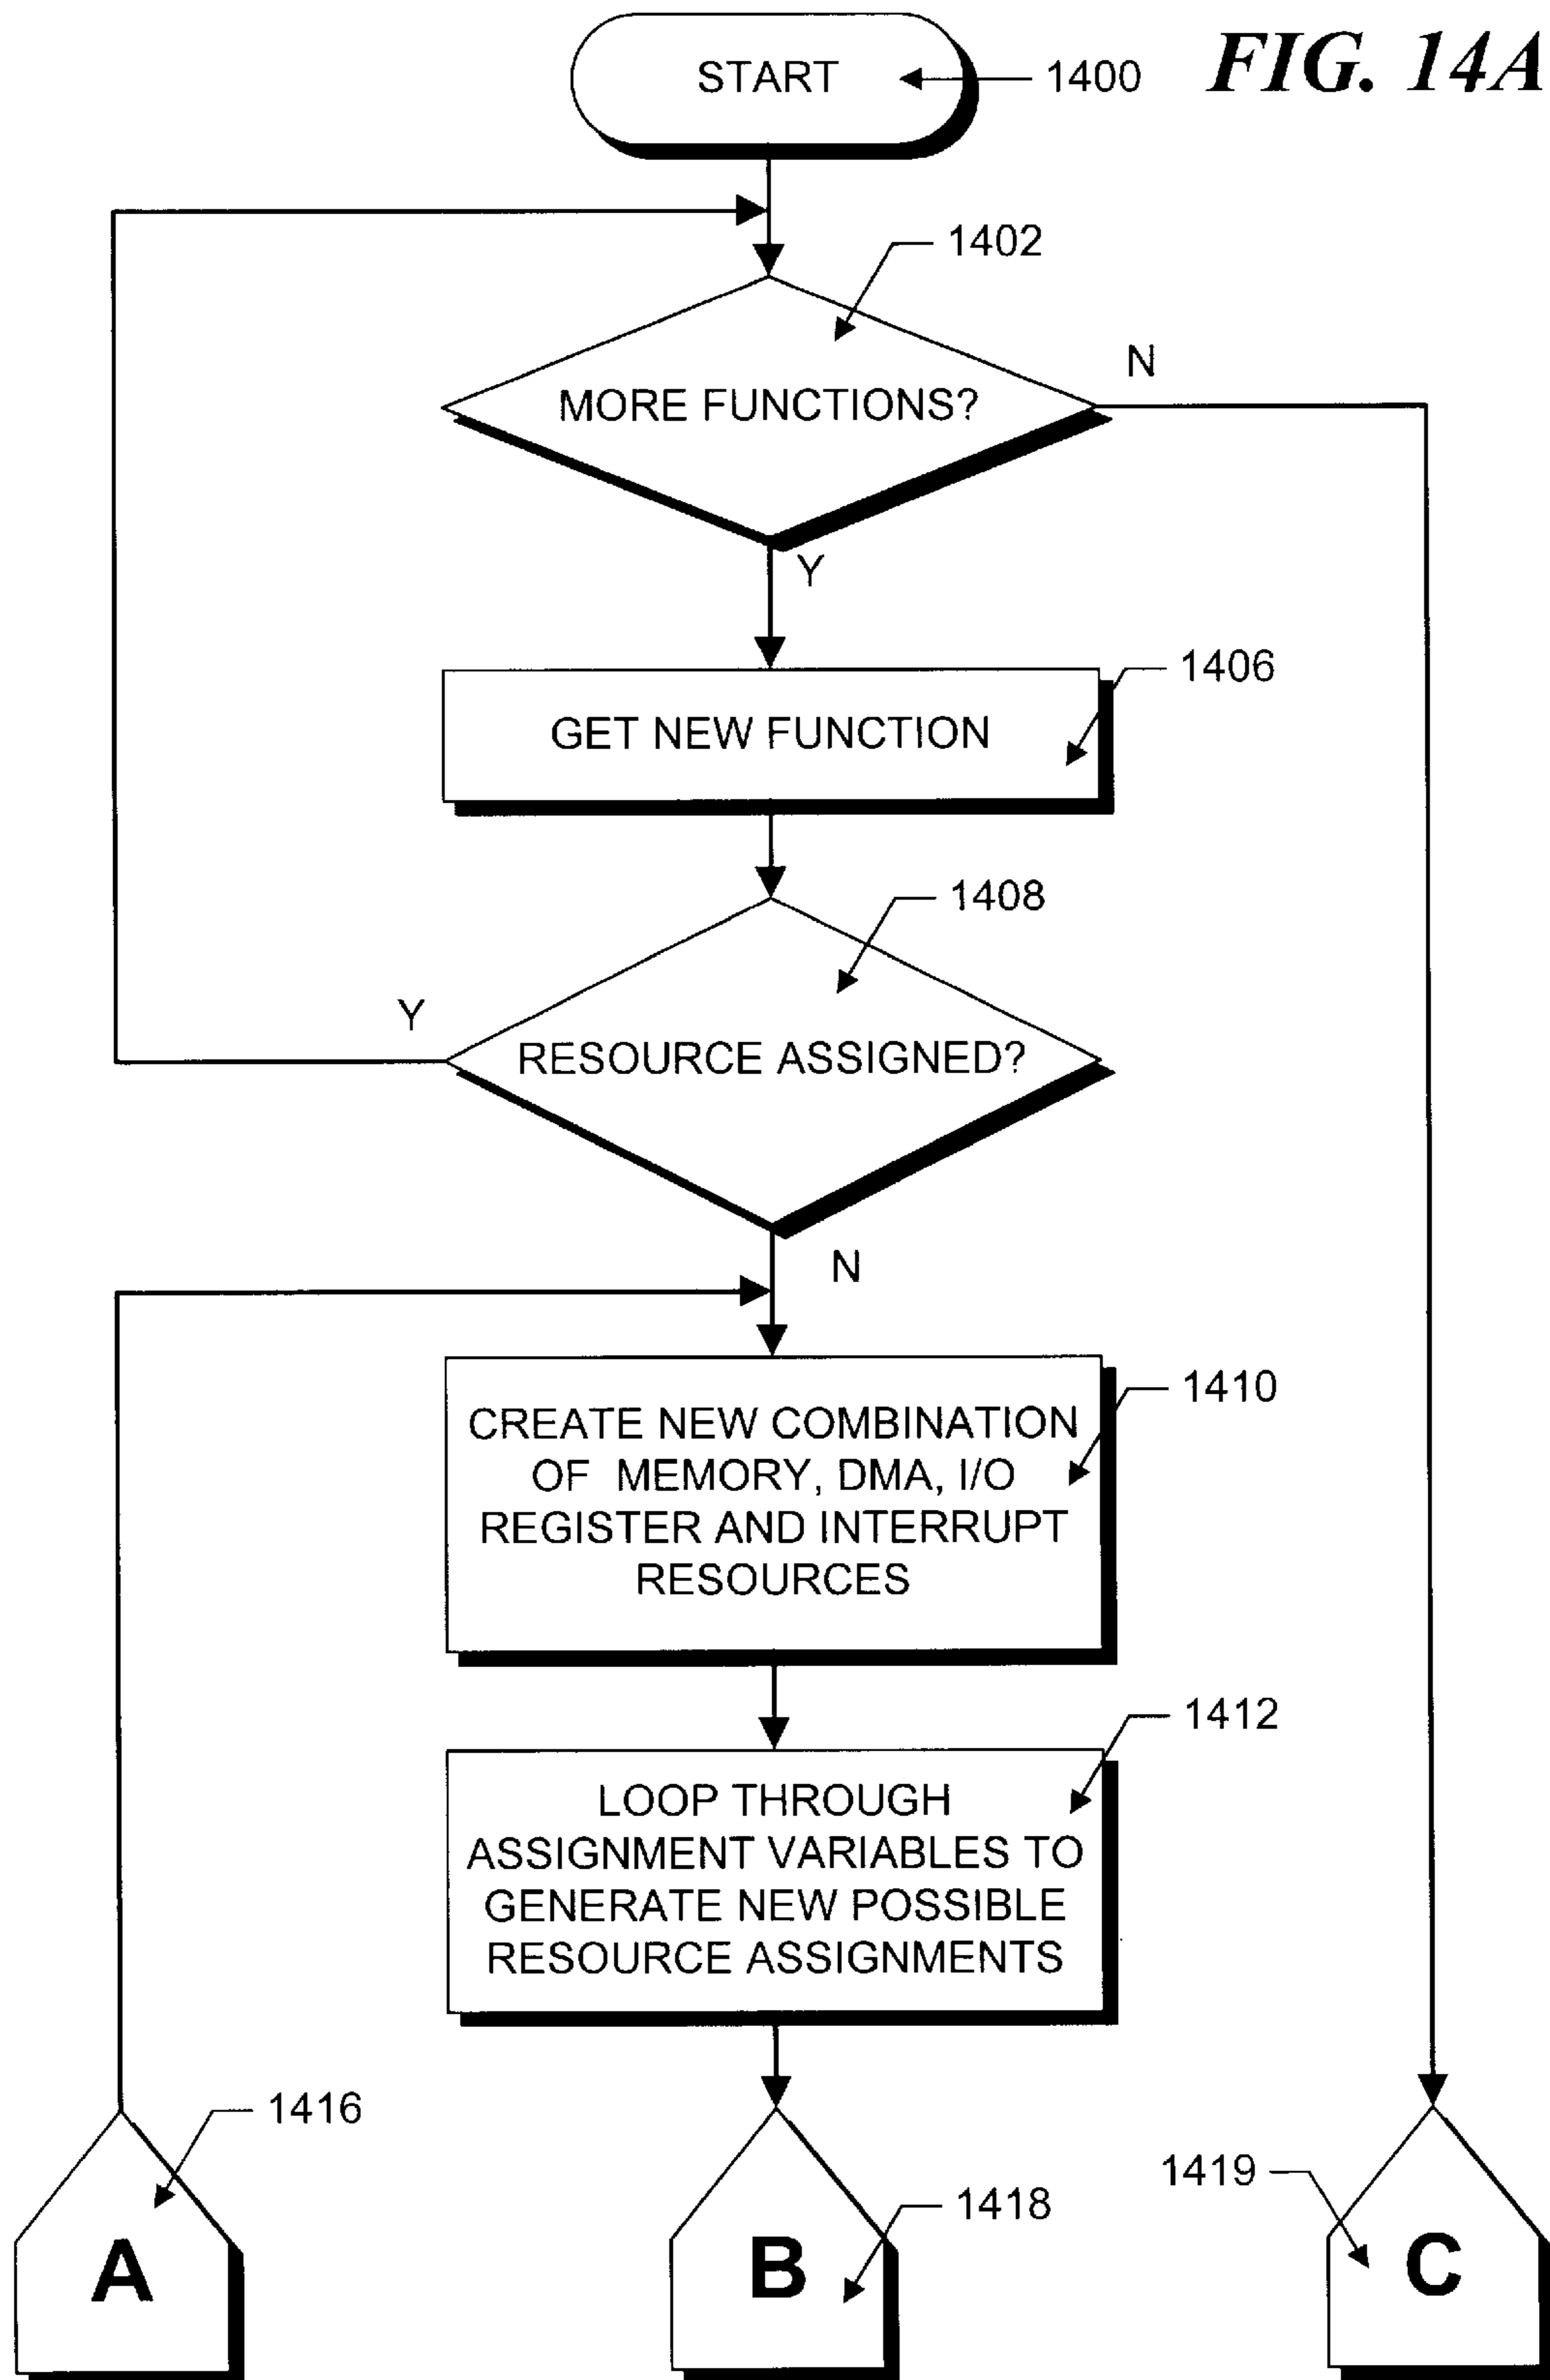 START
1400
FIG. 14A
1402
MORE FUNCTIONS?
N
Y
1406
GET NEW FUNCTION
1408
Y
RESOURCE ASSIGNED?
N
1410
CREATE NEW COMBINATION
OF MEMORY, DMA, I/O
REGISTER AND INTERRUPT
RESOURCES
1412
LOOP THROUGH
ASSIGNMENT VARIABLES TO
GENERATE NEW POSSIBLE
RESOURCE ASSIGNMENTS
1416
A
1418
B
1419
C